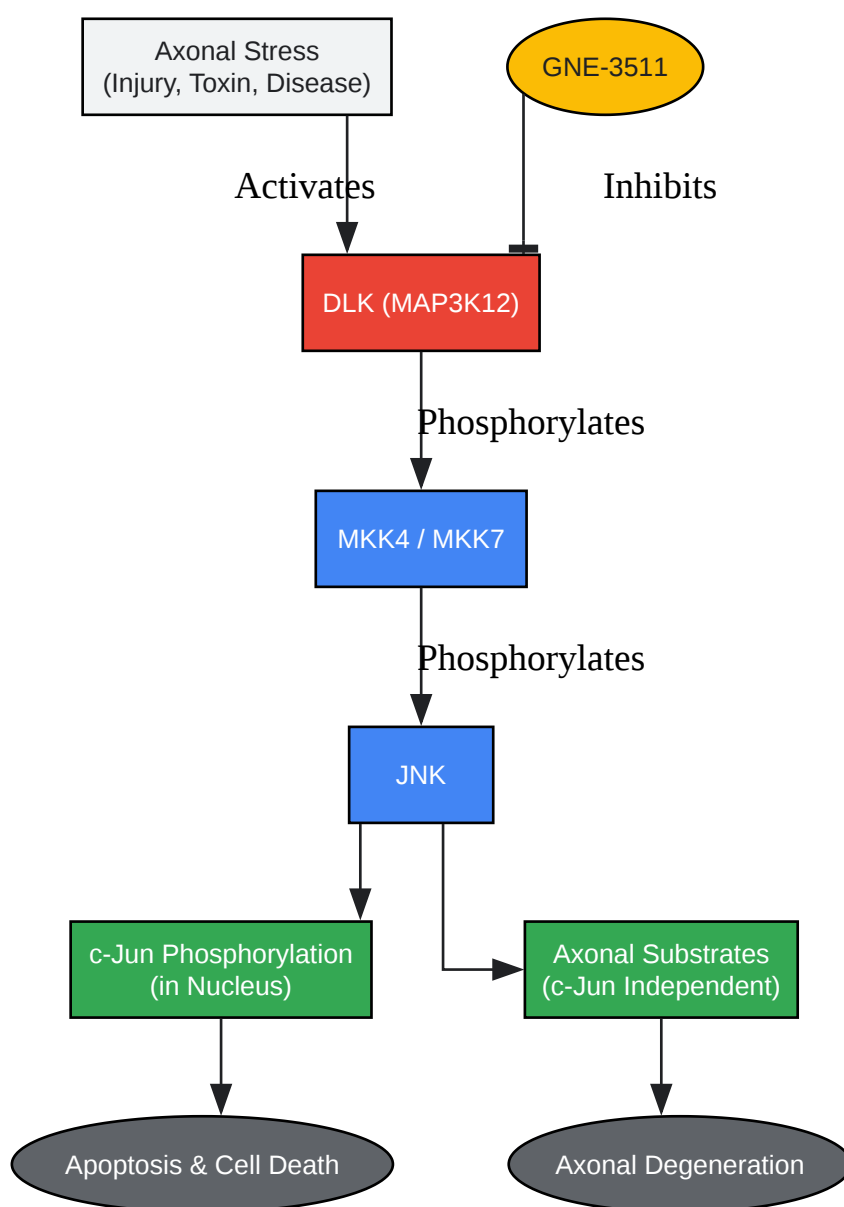 Axonal Stress
(Injury, Toxin, Disease)
GNE-3511
Activates
Inhibits
DLK (MAP3K12)
Phosphorylates
MKK4 / MKK7
Phosphorylates
JNK
c-Jun Phosphorylation
(in Nucleus)
Axonal Substrates
(c-Jun Independent)
Apoptosis & Cell Death
Axonal Degeneration